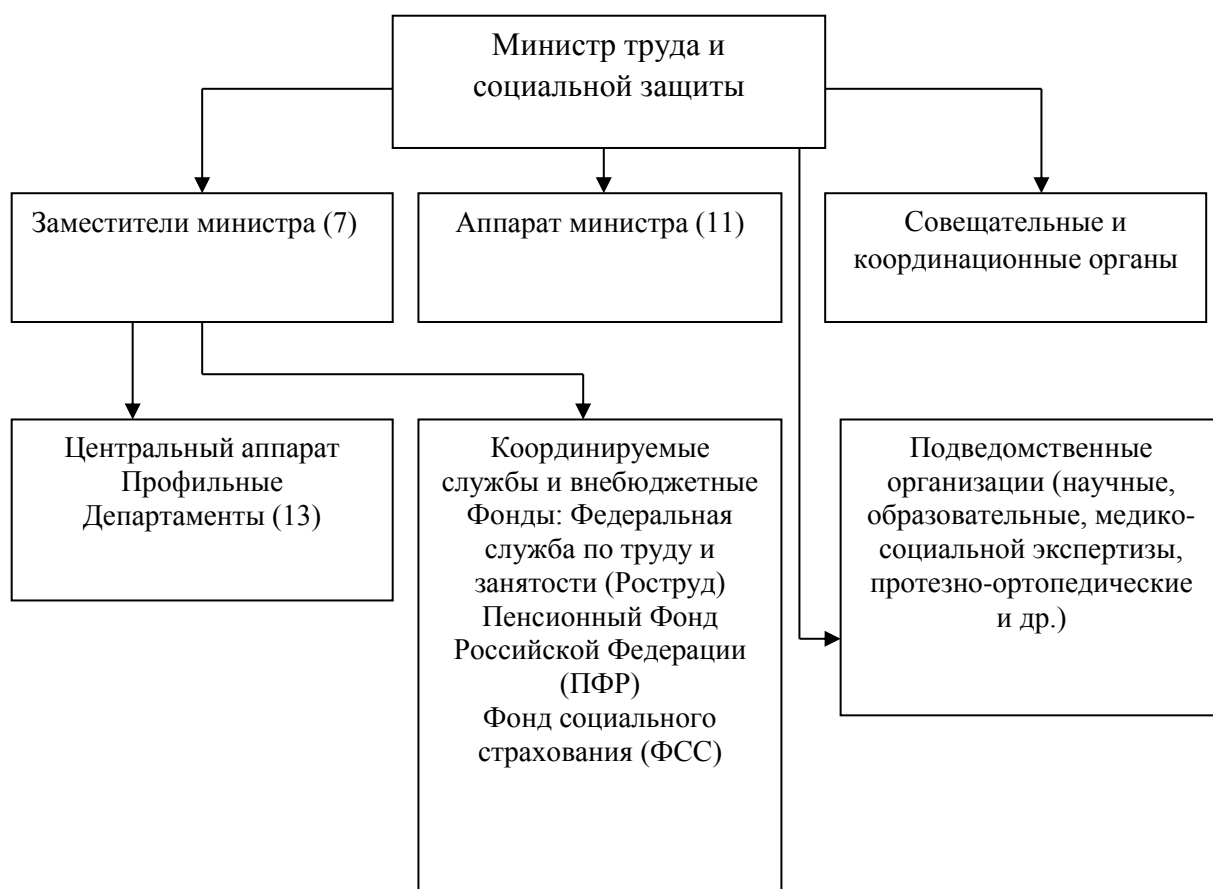 Министр труда и
социальной защиты
Заместители министра (7)
Аппарат министра (11)
Совещательные и
координационные органы
Центральный аппарат
Профильные
Департаменты (13)
Координируемые
службы и внебюджетные
Фонды: Федеральная
служба по труду и
занятости (Роструд)
Пенсионный Фонд
Российской Федерации
(ПФР)
Фонд социального
страхования (ФСС)
Подведомственные
организации (научные,
образовательные, медико-
социальной экспертизы,
протезно-ортопедические
и др.)